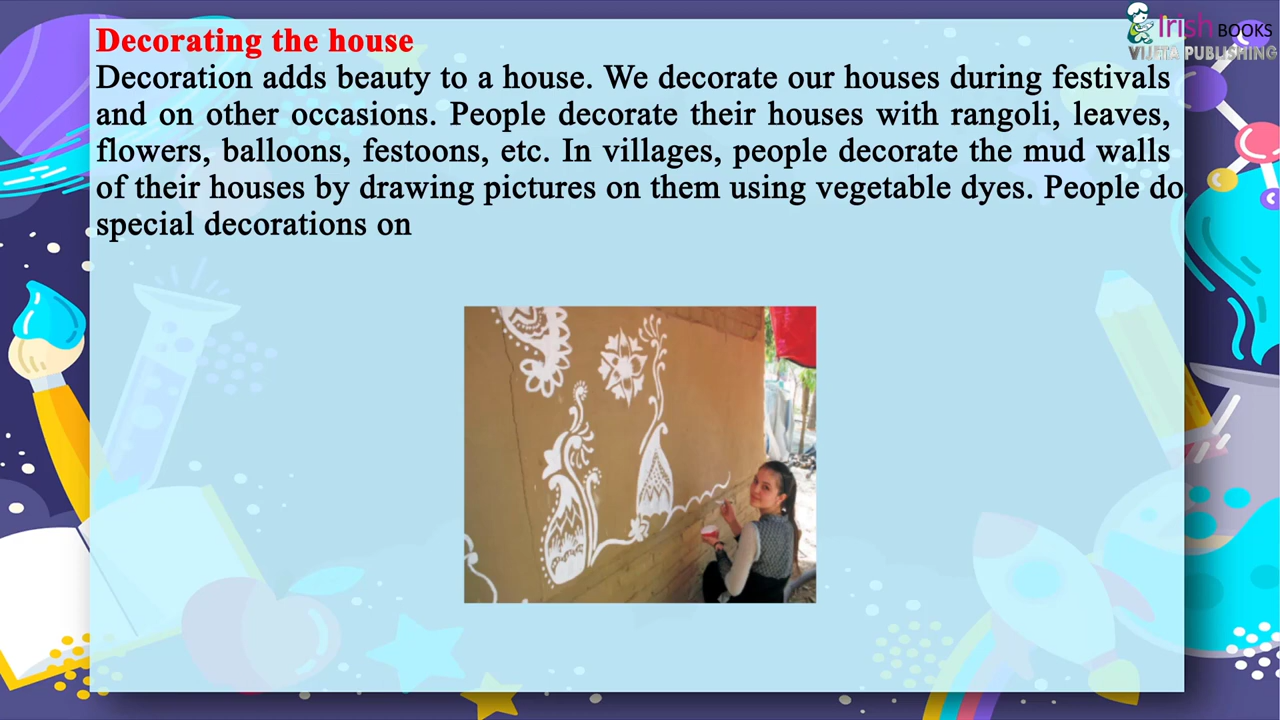 Irish BOOKS
VIJETA PUBLISHING
Decorating the house
Decoration adds beauty to a house. We decorate our houses during festivals
and on other occasions. People decorate their houses with rangoli, leaves,
flowers, balloons, festoons, etc. In villages, people decorate the mud walls
of their houses by drawing pictures on them using vegetable dyes. People do
special decorations on